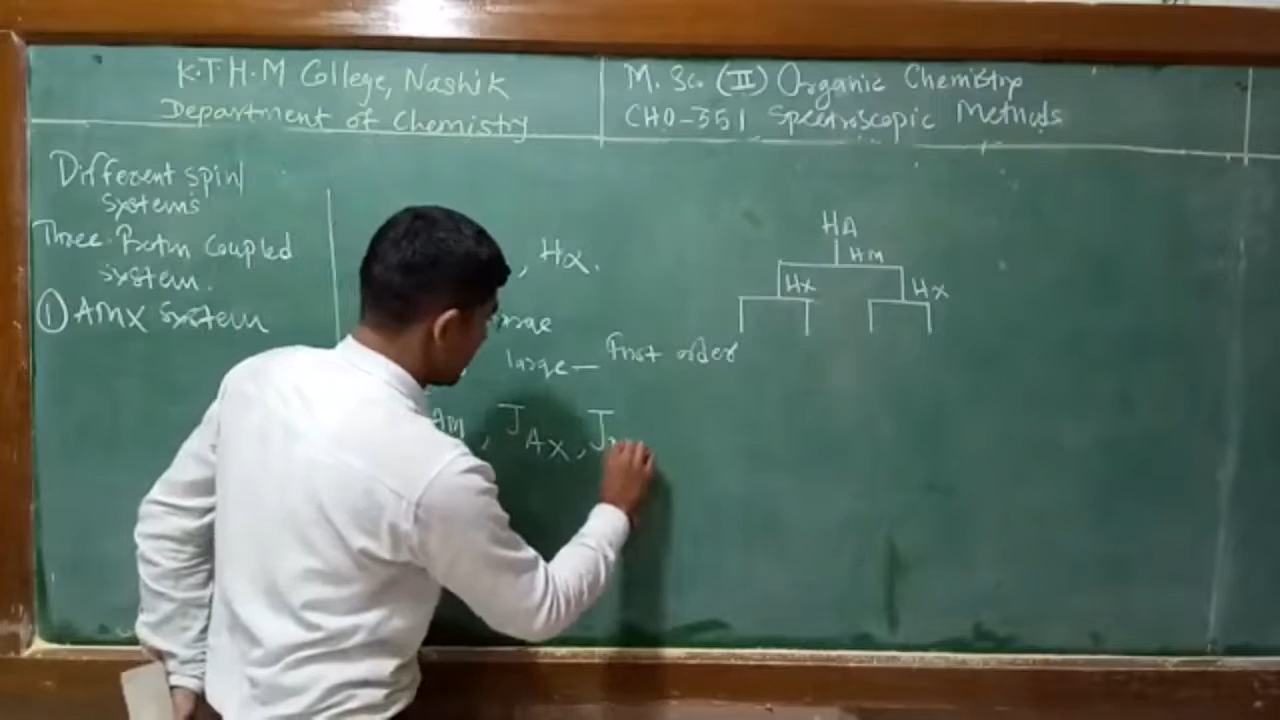 K.T.H.M College, Nashik
Department of Chemistry
M. Sc. (II) Organic Chemistry
CHO-351 Spectroscopic Methods
Different spin
systems
Three-Proton Coupled
system.
① AMX System
, Hx.
large – First order
AM, JAX, J
HA
HM
Hx Hx